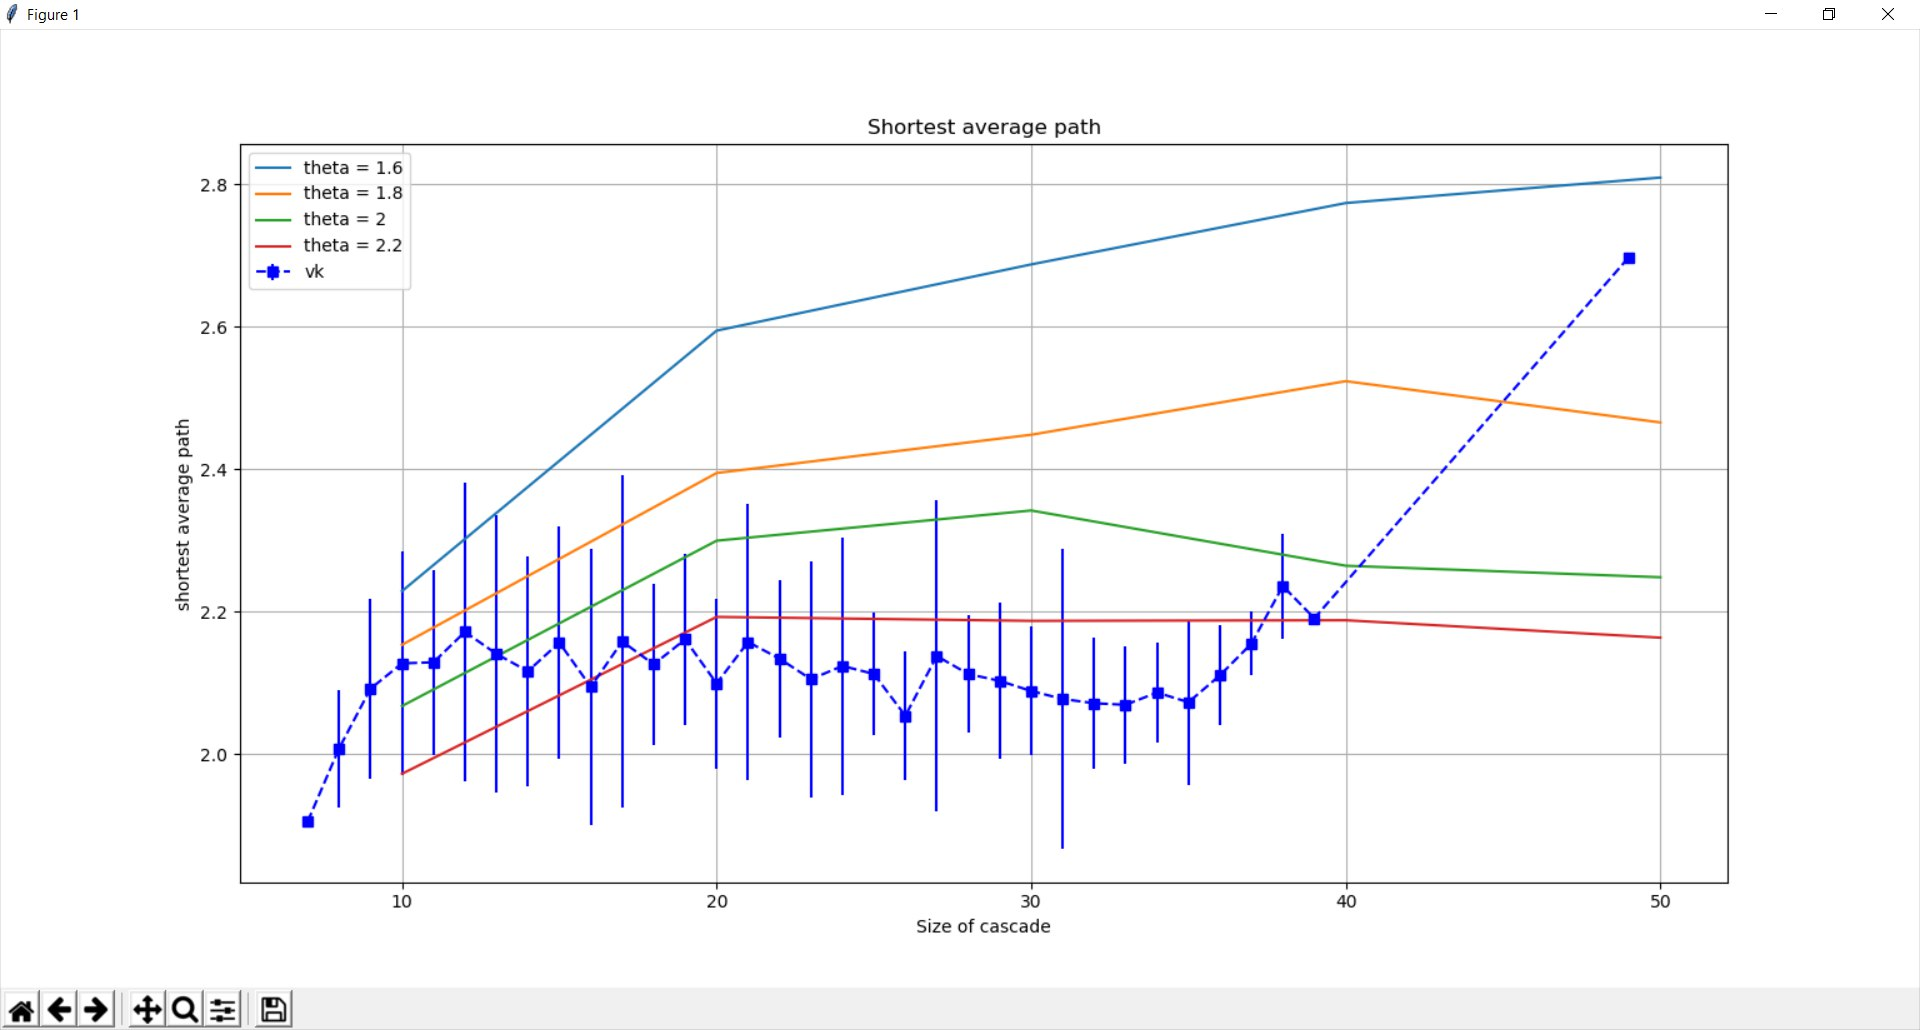 Figure 1
Shortest average path
theta = 1.6
theta = 1.8
theta = 2
theta = 2.2
vk
shortest average path
2.8
2.6
2.4
2.2
2.0
10 20 30 40 50
Size of cascade